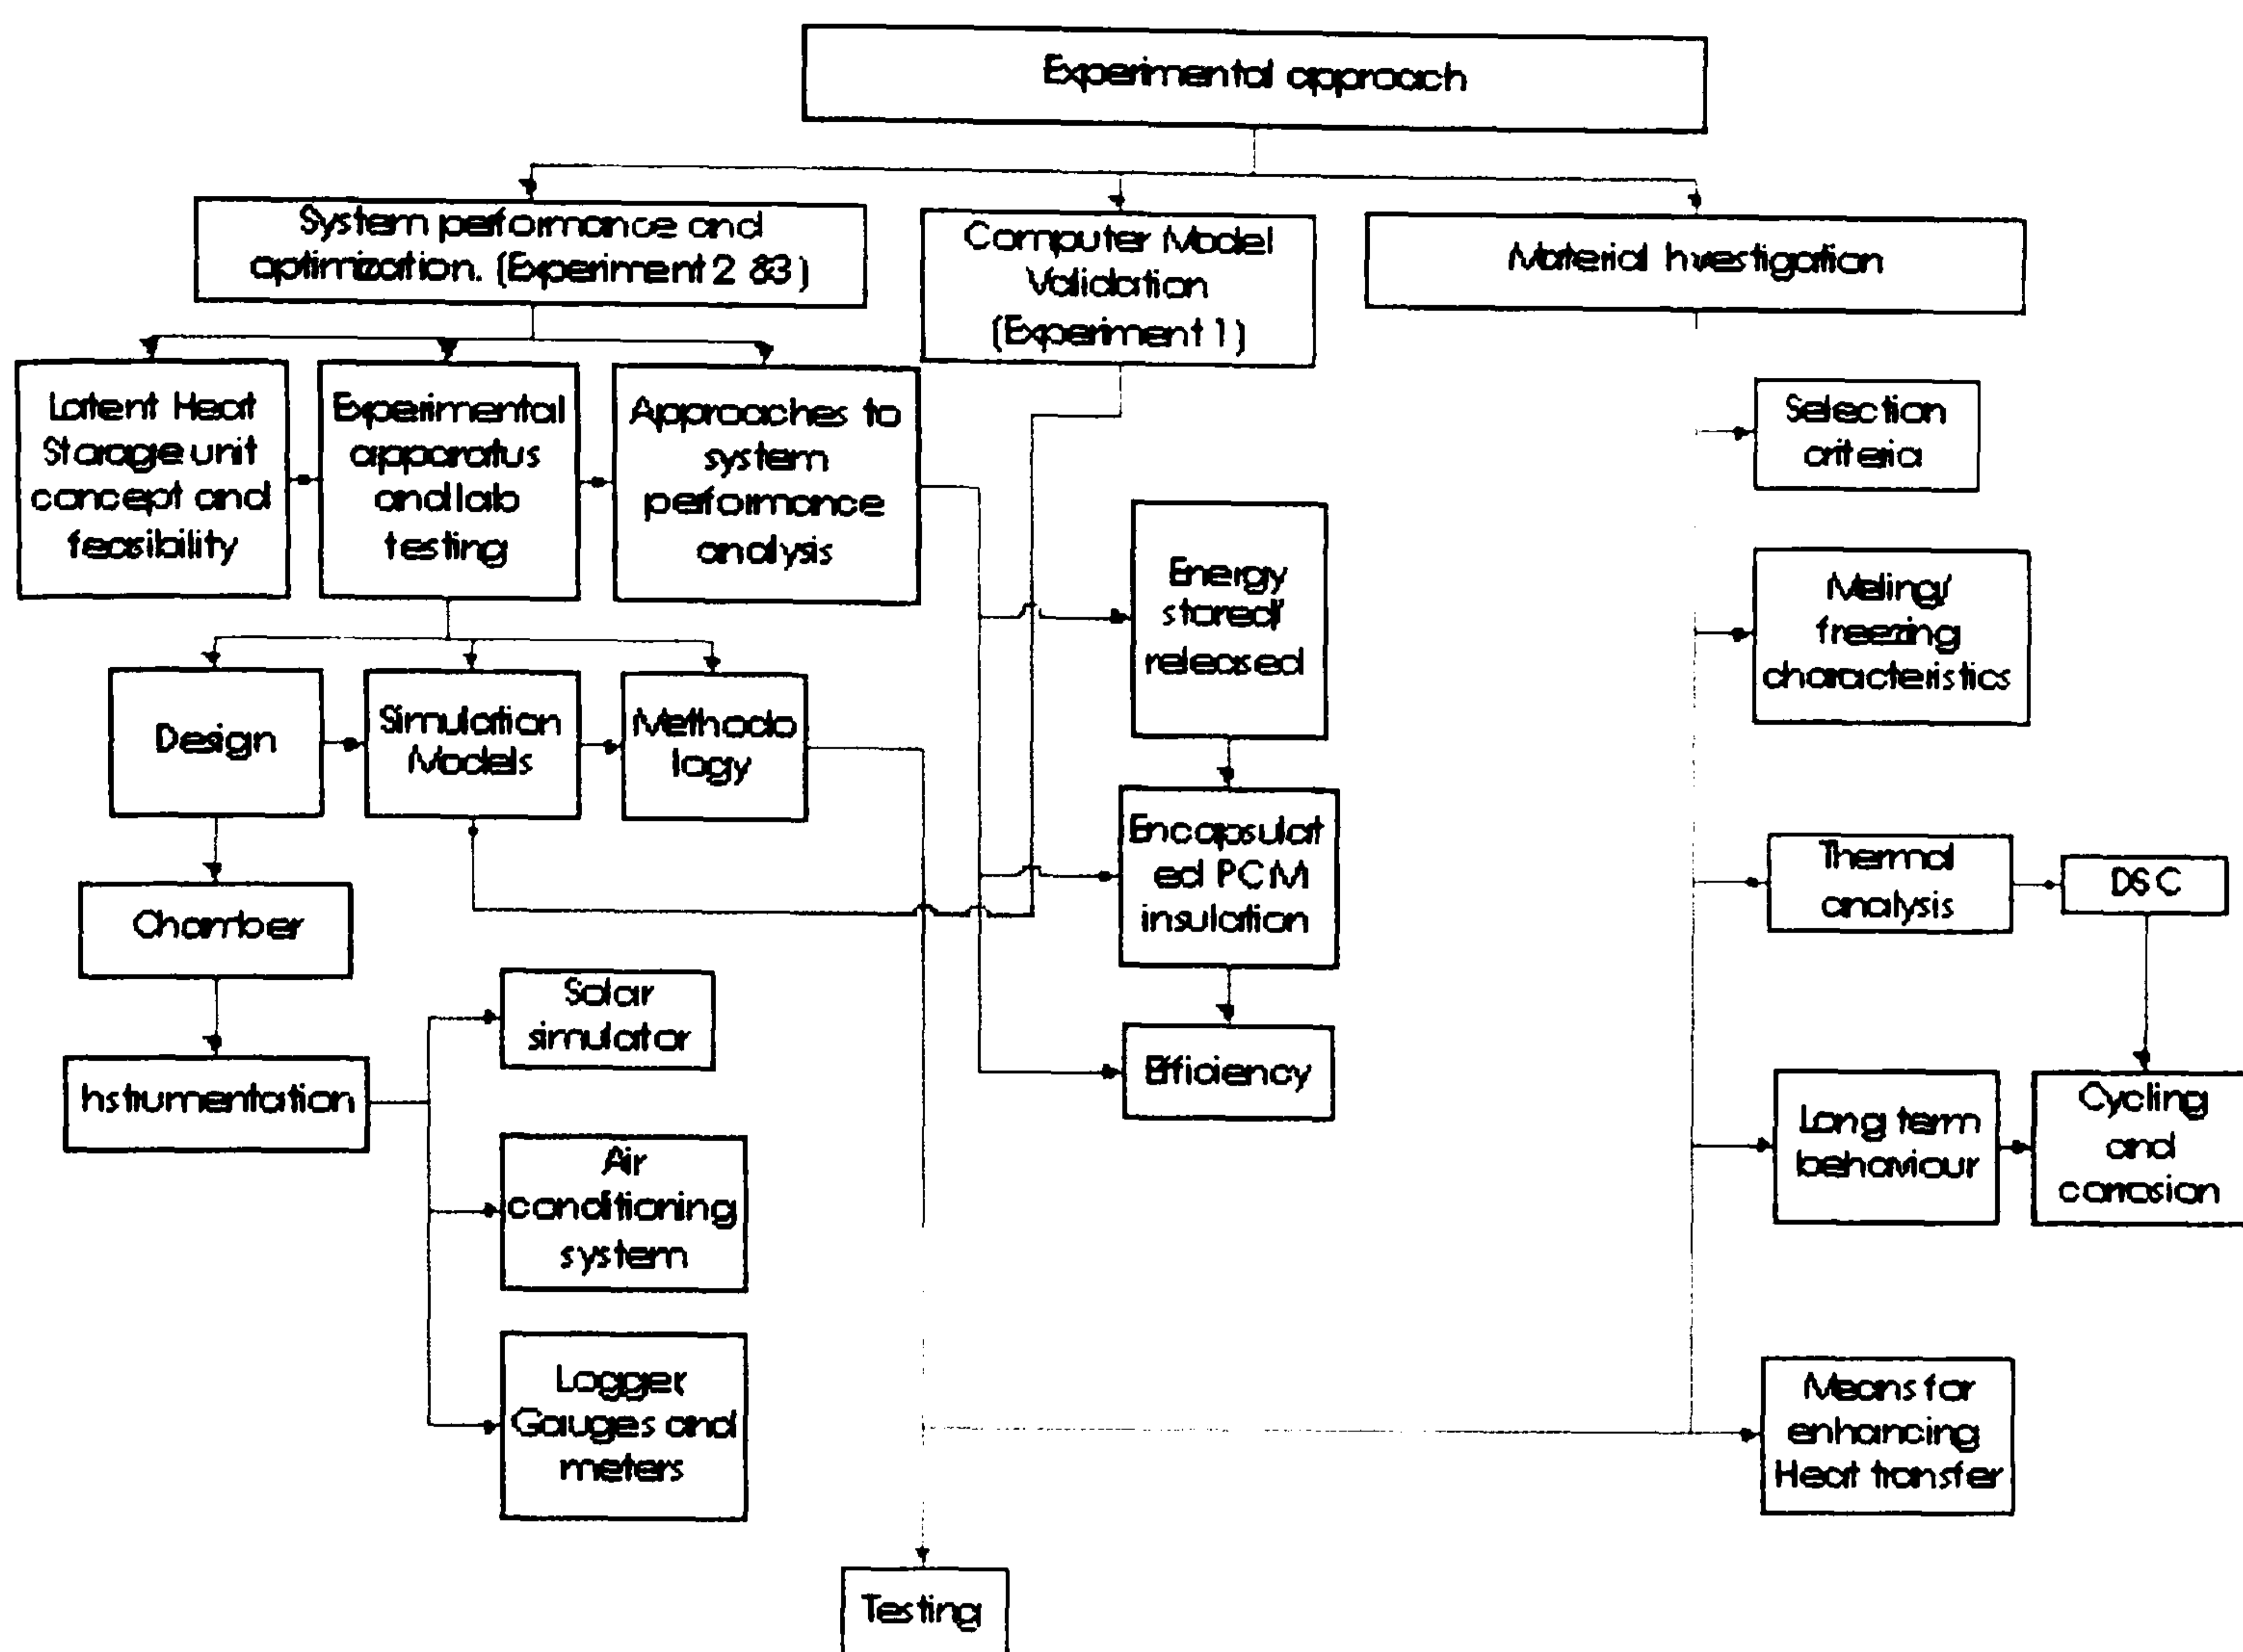 Experimental approach
System performance and
optimization. (Experiment 2 &3)
Computer Model
Validation
(Experiment 1)
Material Investigation
Latent Heat
Storage unit
concept and
feasibility
Experimental
apparatus
and lab
testing
Approaches to
system
performance
analysis
Selection
criteria
Energy
stored/
released
Meling/
freezing
characteristics
Design
Simulation
Models
Methodo
logy
Encapsulat
ed PCM
insulation
Thermal
analysis
DSC
Chamber
Solar
simulator
Efficiency
Instrumentation
Long term
behaviour
Cycling
and
corrosion
Air
conditioning
system
Logger,
Gauges and
meters
Means for
enhancing
Heat transfer
Testing